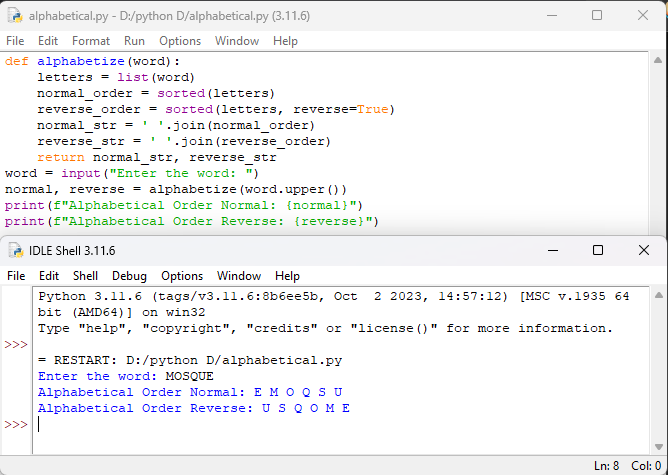 alphabetical.py - D:/python D/alphabetical.py (3.11.6)
File Edit Format Run Options Window Help
def alphabetize(word):
    letters = list(word)
    normal_order = sorted(letters)
    reverse_order = sorted(letters, reverse=True)
    normal_str = ' '.join(normal_order)
    reverse_str = ' '.join(reverse_order)
    return normal_str, reverse_str
word = input("Enter the word: ")
normal, reverse = alphabetize(word.upper())
print(f"Alphabetical Order Normal: {normal}")
print(f"Alphabetical Order Reverse: {reverse}")
IDLE Shell 3.11.6
File Edit Shell Debug Options Window Help
Python 3.11.6 (tags/v3.11.6:8b6ee5b, Oct  2 2023, 14:57:12) [MSC v.1935 64
bit (AMD64)] on win32
Type "help", "copyright", "credits" or "license()" for more information.
>>>
= RESTART: D:/python D/alphabetical.py
Enter the word: MOSQUE
Alphabetical Order Normal: E M O Q S U
Alphabetical Order Reverse: U S Q O M E
>>>
Ln: 8 Col: 0